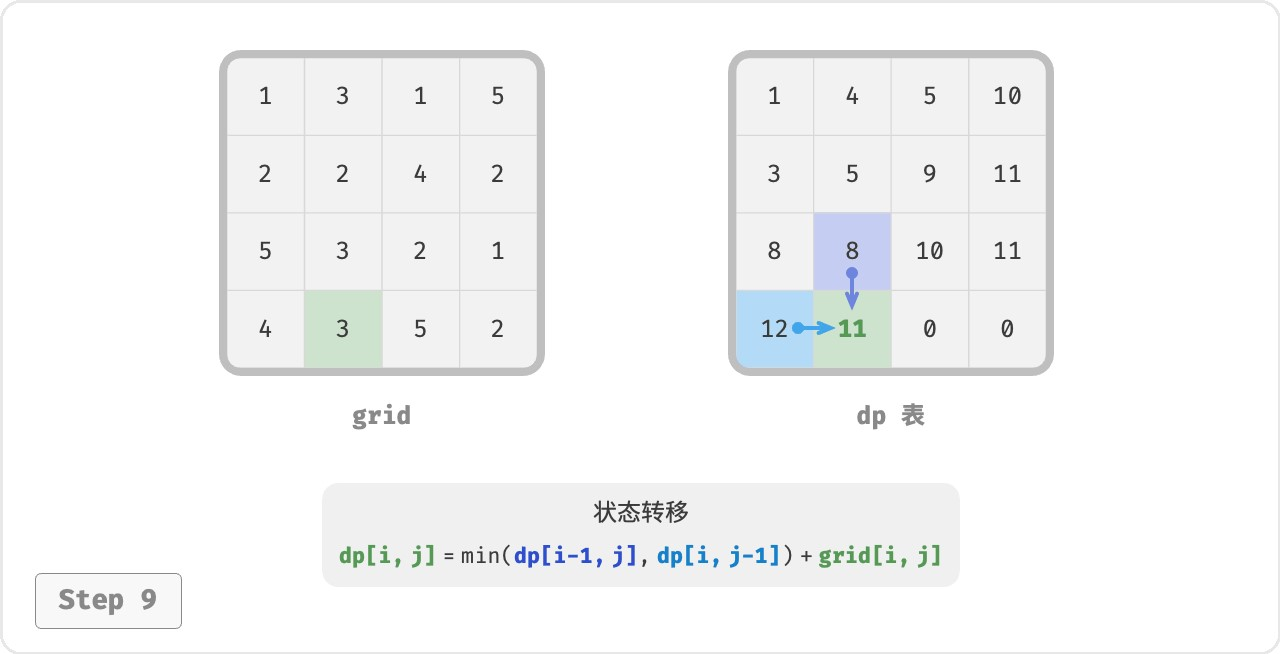 1 3 1 5
2 2 4 2
5 3 2 1
4 3 5 2
grid
1 4 5 10
3 5 9 11
8 8 10 11
12 11 0 0
dp 表
状态转移
dp[i, j] = min(dp[i-1, j], dp[i, j-1]) + grid[i, j]
Step 9